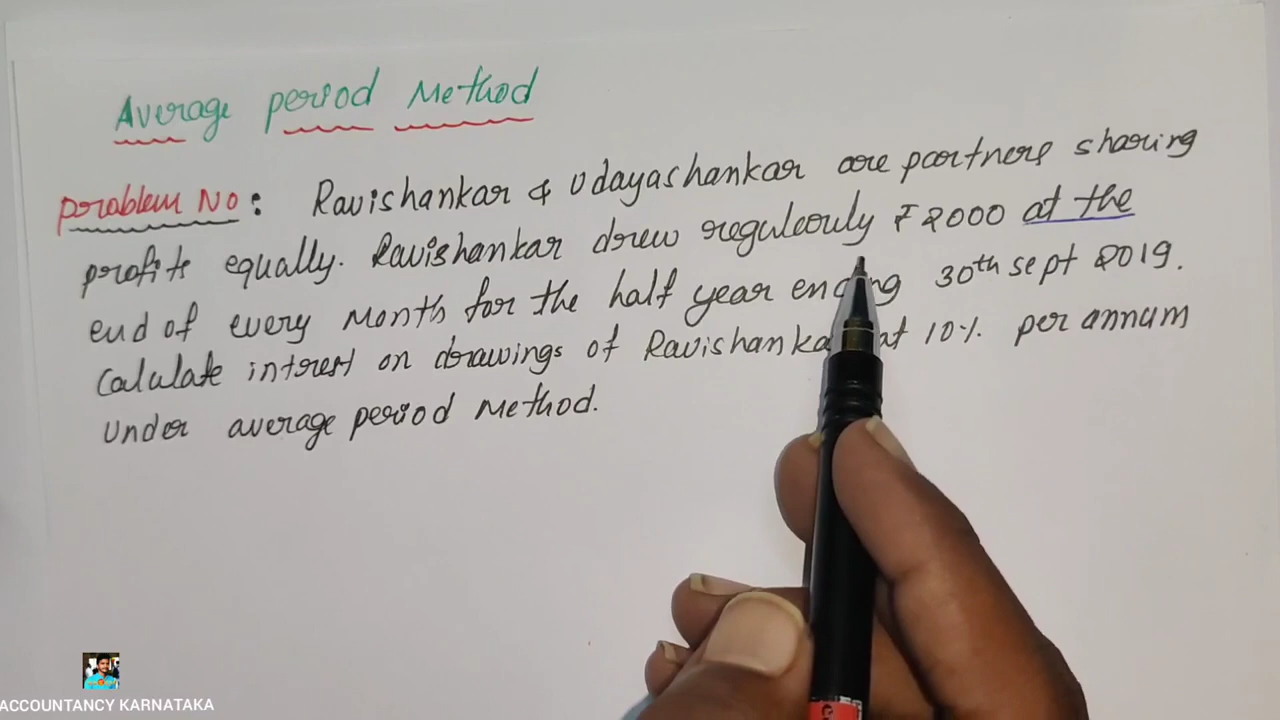 Average period Method
problem No: Ravishankar & Udayashankar are partners sharing
profits equally. Ravishankar drew regularly ₹ 2000 at the
end of every Month for the half year ending 30th sept 2019.
Calulate interst on drawings of Ravishankar at 10% per annum
Under average period Method.
ACCOUNTANCY KARNATAKA